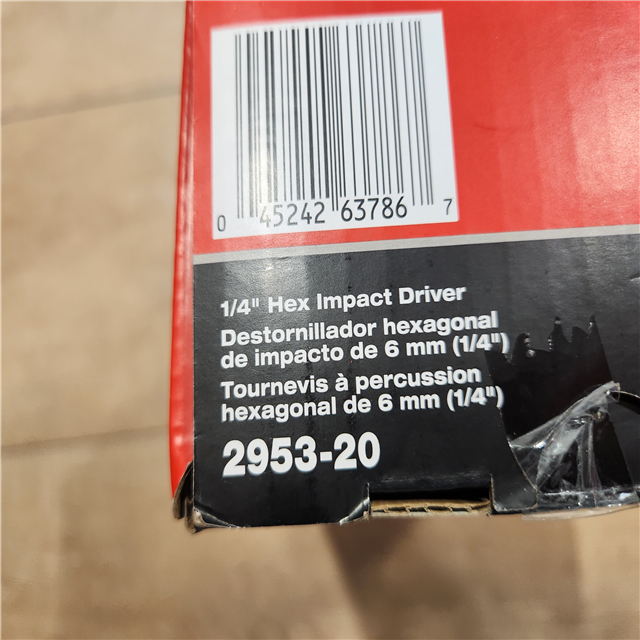 0 45242 63786 7
1/4" Hex Impact Driver
Destornillador hexagonal
de impacto de 6 mm (1/4")
Tournevis à percussion
hexagonal de 6 mm (1/4")
2953-20